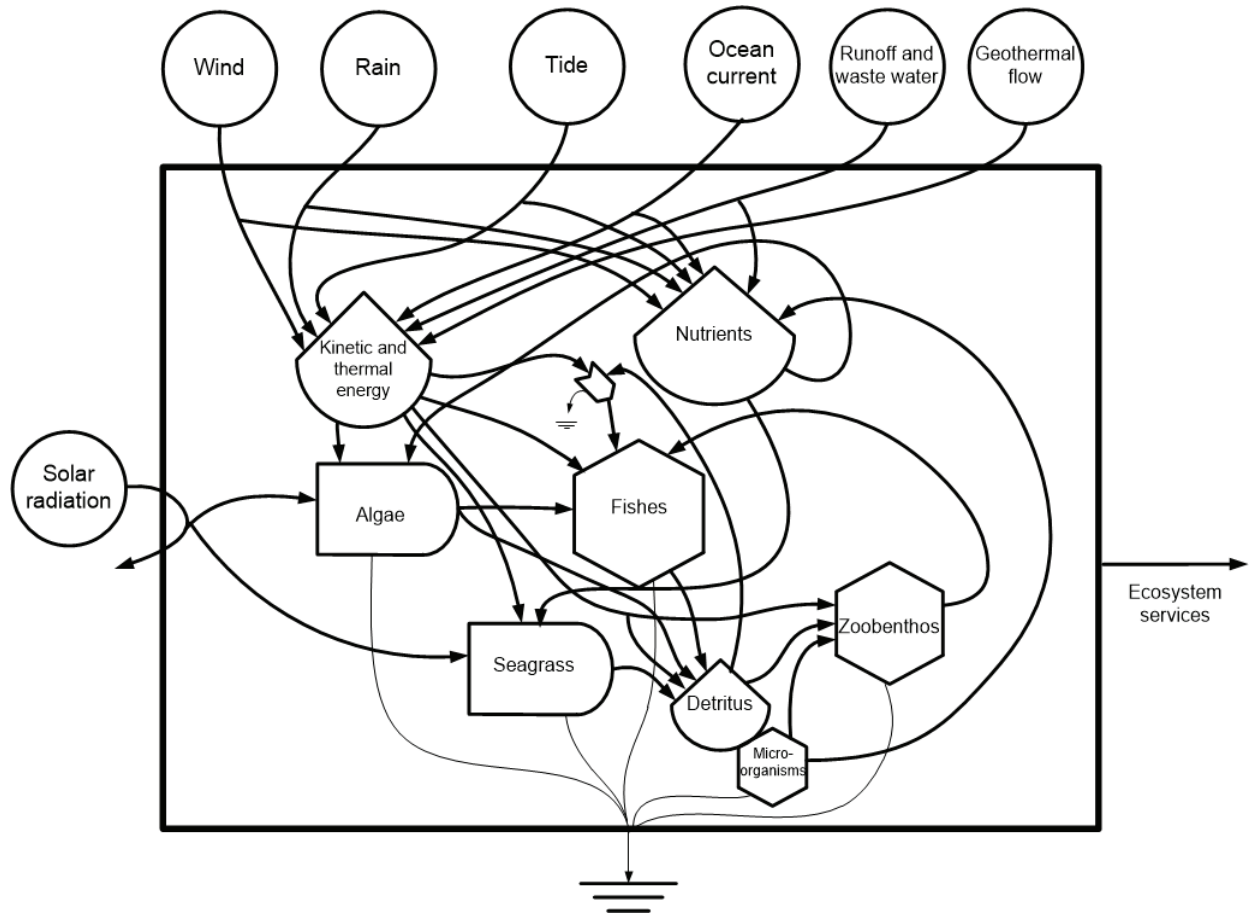 Wind
Rain
Tide
Ocean
current
Runoff and
waste water
Geothermal
flow
Kinetic and
thermal
energy
Nutrients
Solar
radiation
Algae
Fishes
Ecosystem
services
Zoobenthos
Seagrass
Detritus
Micro-
organisms